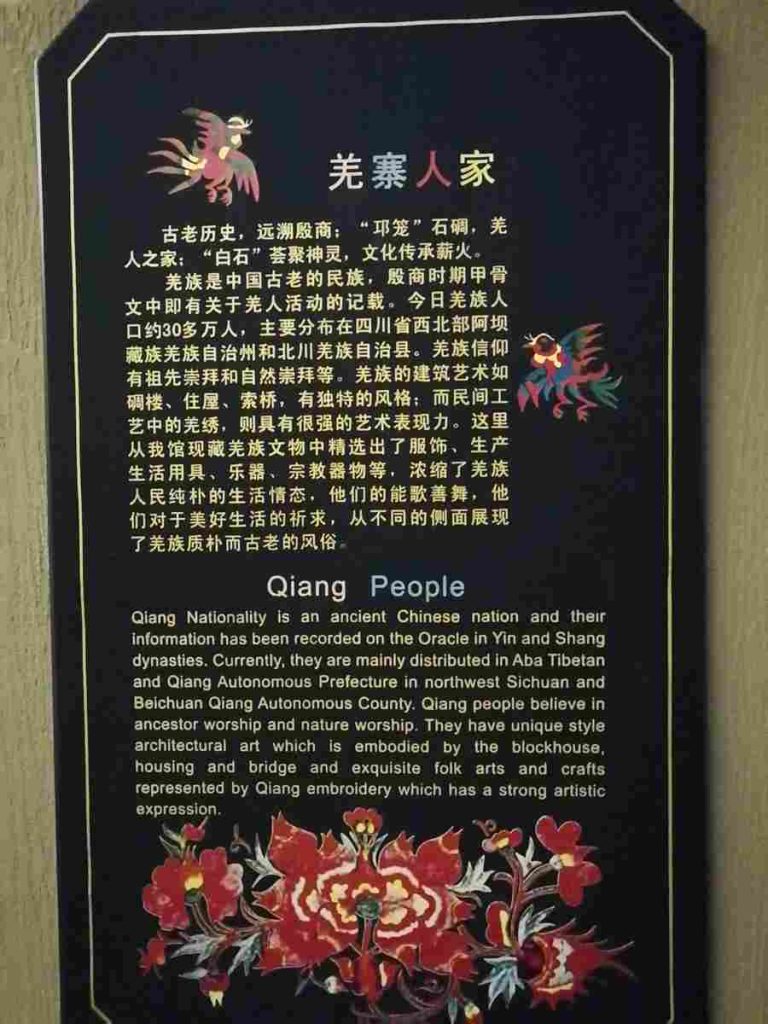 羌寨人家
古老历史，远溯殷商；“邛笼”石碉，羌
人之家；“白石”荟聚神灵，文化传承薪火。
羌族是中国古老的民族，殷商时期甲骨
文中即有关于羌人活动的记载。今日羌族人
口约30多万人，主要分布在四川省西北部阿坝
藏族羌族自治州和北川羌族自治县。羌族信仰
有祖先崇拜和自然崇拜等。羌族的建筑艺术如
碉楼、住屋、索桥，有独特的风格；而民间工
艺中的羌绣，则具有很强的艺术表现力。这里
从我馆现藏羌族文物中精选出了服饰、生产
生活用具、乐器、宗教器物等，浓缩了羌族
人民纯朴的生活情态，他们的能歌善舞，他
们对于美好生活的祈求，从不同的侧面展现
了羌族质朴而古老的风俗。
Qiang People
Qiang Nationality is an ancient Chinese nation and their
information has been recorded on the Oracle in Yin and Shang
dynasties. Currently, they are mainly distributed in Aba Tibetan
and Qiang Autonomous Prefecture in northwest Sichuan and
Beichuan Qiang Autonomous County. Qiang people believe in
ancestor worship and nature worship. They have unique style
architectural art which is embodied by the blockhouse,
housing and bridge and exquisite folk arts and crafts
represented by Qiang embroidery which has a strong artistic
expression.